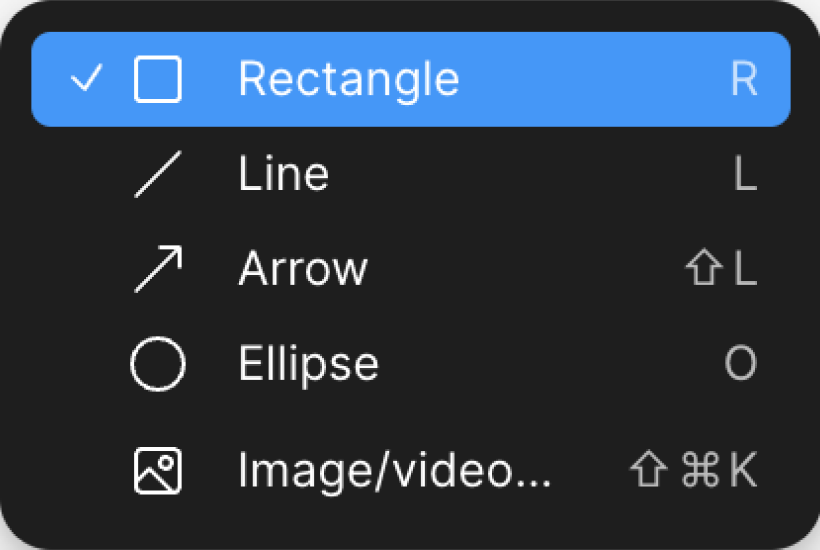 Rectangle R
Line L
Arrow ⇧L
Ellipse O
Image/video... ⇧⌘K